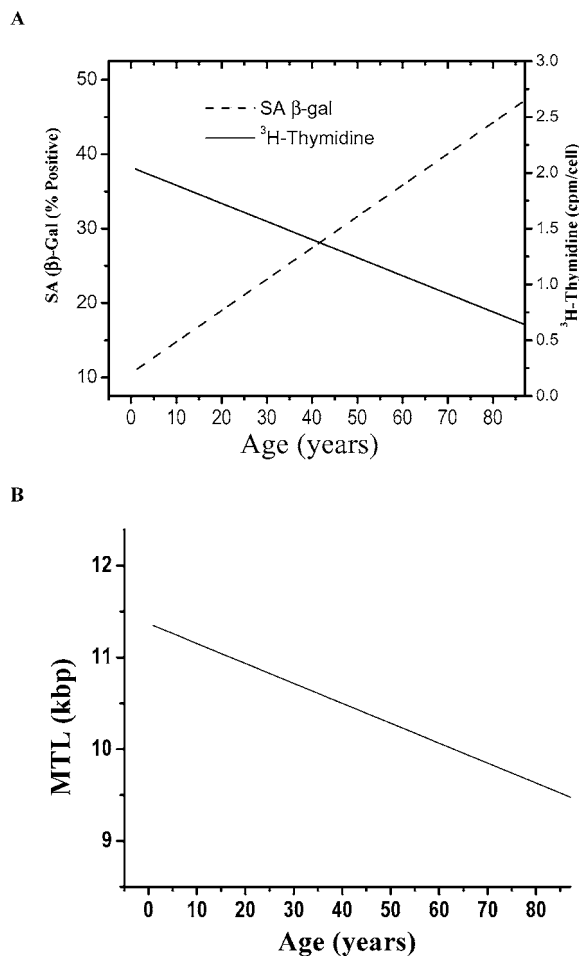 A
SA β-gal
³H-Thymidine
SA (β)-Gal (% Positive)
50
40
30
20
10
³H-Thymidine (cpm/cell)
3.0
2.5
2.0
1.5
1.0
0.5
0.0
0 10 20 30 40 50 60 70 80
Age (years)
B
MTL (kbp)
12
11
10
9
0 10 20 30 40 50 60 70 80
Age (years)